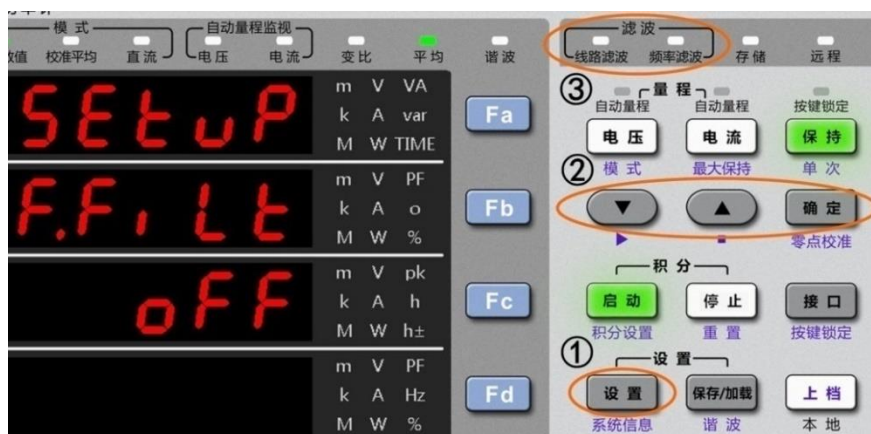 模 式
自动量程监视
滤 波
数值 校准平均 直 流 电 压 电 流 变 比 平 均 谐 波 线路滤波 频率滤波 存 储 远 程
SEtuP
m V VA
k A var
M W TIME
Fa
F.FiLt
m V PF
k A o
M W %
Fb
oFF
m V pk
k A h
M W h±
Fc
m V PF
k A Hz
M W %
Fd
③
量 程
自动量程 自动量程 按键锁定
电 压 电 流 保 持
模 式 最大保持 单 次
②
▼ ▲ 确 定
▶ ■ 零点校准
积 分
启 动 停 止 接 口
积分设置 重 置 按键锁定
①
设 置
设 置 保存/加载 上 档
系统信息 谐 波 本 地